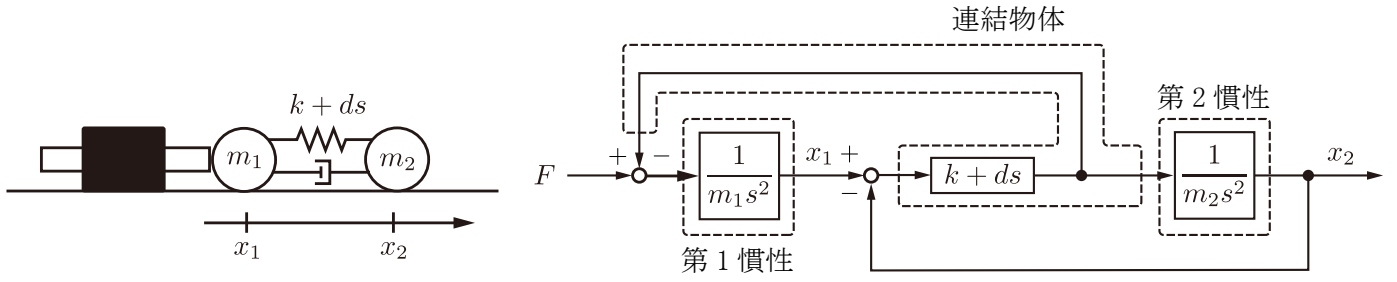 k + ds
m₁
m₂
x₁
x₂
連結物体
F
+
−
1
m₁s²
第1慣性
x₁
+
−
k + ds
第2慣性
1
m₂s²
x₂